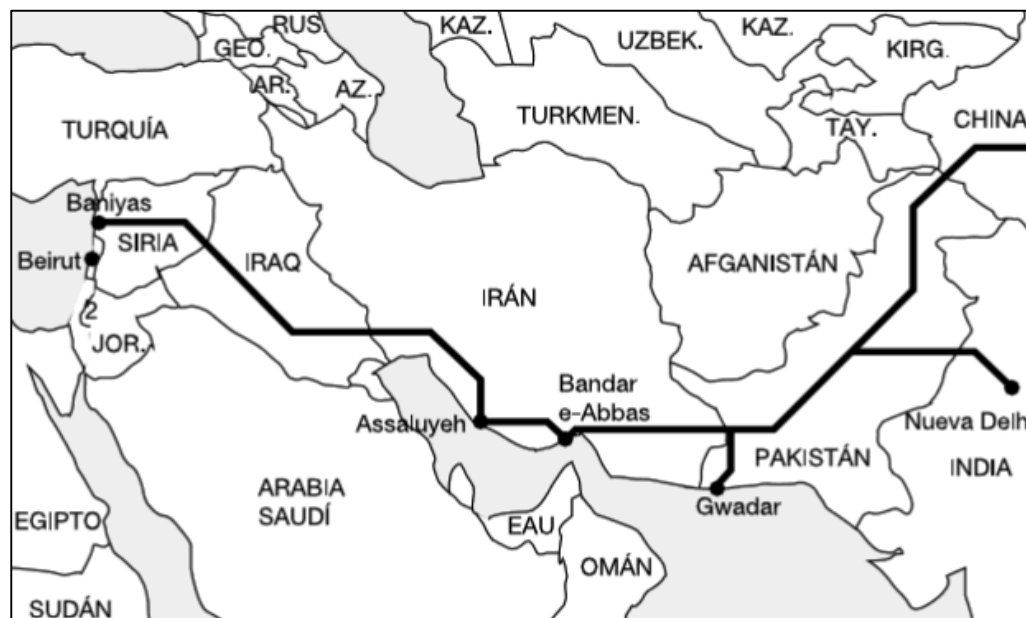 RUS.
KAZ.
KAZ.
GEO.
UZBEK.
KIRG.
AR.
AZ.
TURKMEN.
TAY.
CHINA
TURQUÍA
Baniyas
SIRIA
Beirut
IRAQ
AFGANISTÁN
IRÁN
2
JOR.
Bandar
e-Abbas
Assaluyeh
Nueva Delh
PAKISTÁN
INDIA
ARABIA
SAUDÍ
Gwadar
EGIPTO
EAU
OMÁN
SUDÁN